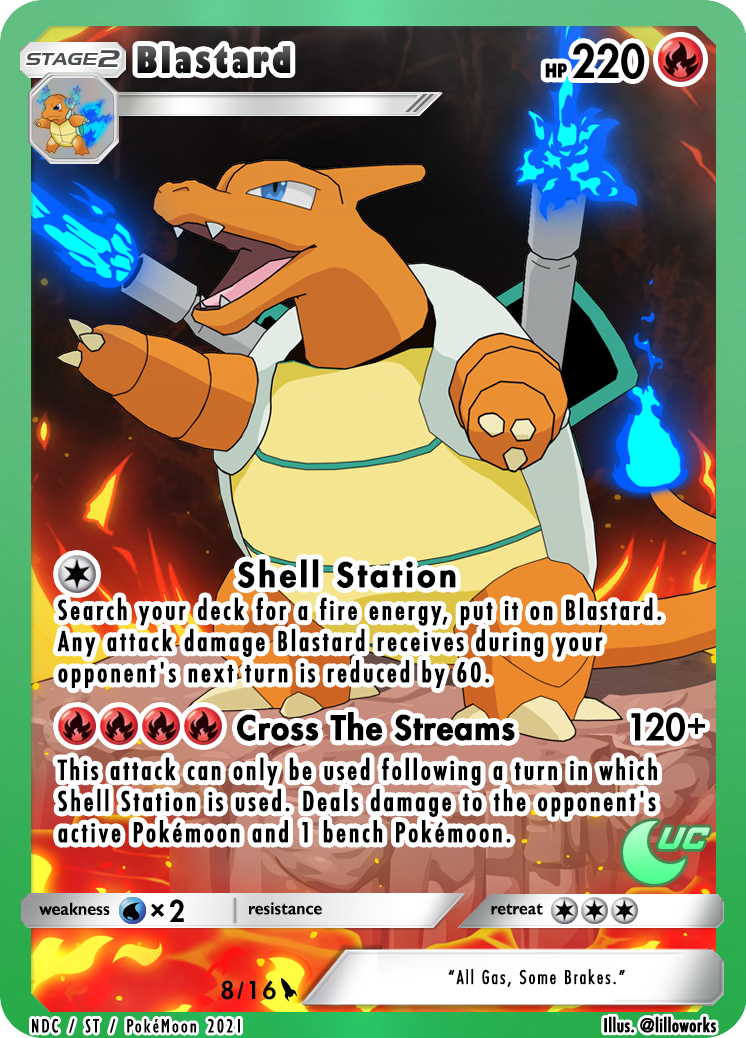 STAGE2 Blastard HP 220
Shell Station
Search your deck for a fire energy, put it on Blastard.
Any attack damage Blastard receives during your
opponent's next turn is reduced by 60.
Cross The Streams 120+
This attack can only be used following a turn in which
Shell Station is used. Deals damage to the opponent's
active Pokémoon and 1 bench Pokémoon.
UC
weakness ×2 resistance retreat
8/16 "All Gas, Some Brakes."
NDC / ST / PokéMoon 2021 Illus. @lilloworks